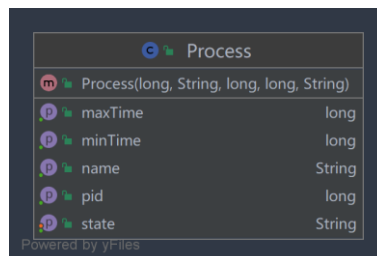 Process
Process(long, String, long, long, String)
maxTime long
minTime long
name String
pid long
state String
Powered by yFiles